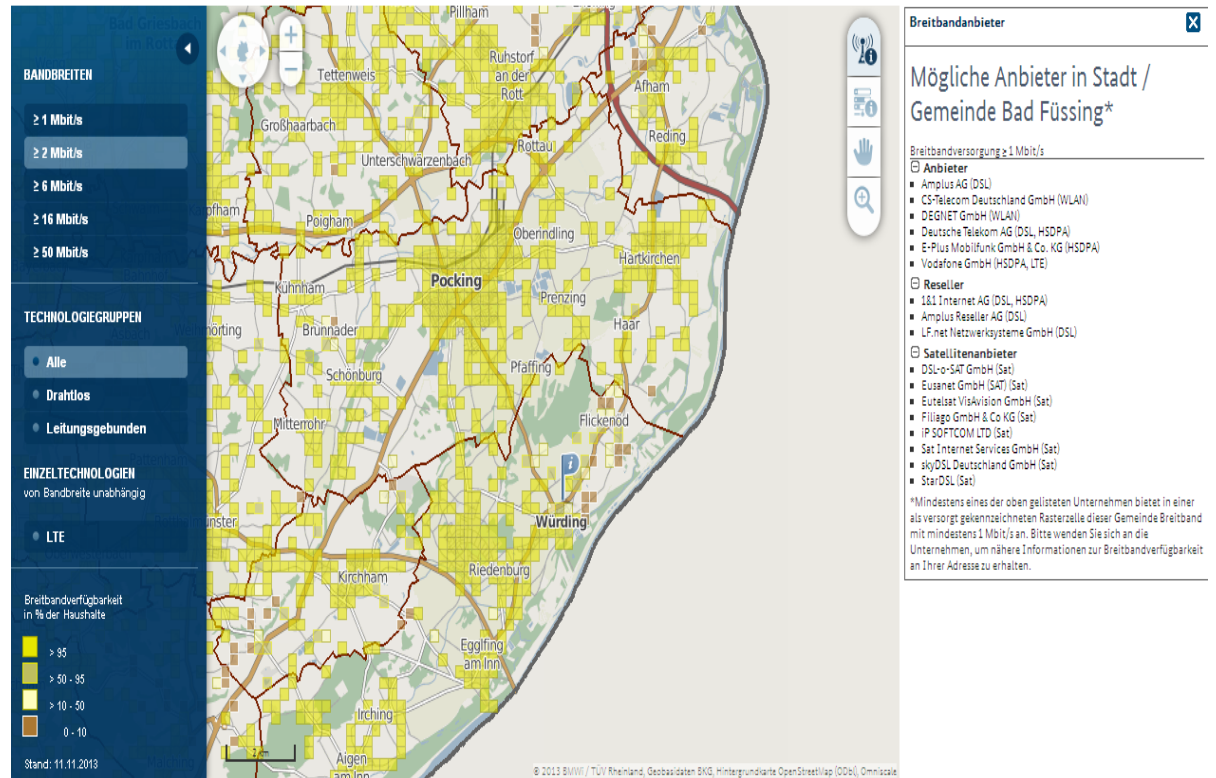 Bad Griesbach
im Rott
BANDBREITEN
≥ 1 Mbit/s
≥ 2 Mbit/s
≥ 6 Mbit/s
≥ 16 Mbit/s
≥ 50 Mbit/s
TECHNOLOGIEGRUPPEN
Alle
Drahtlos
Leitungsgebunden
EINZELTECHNOLOGIEN
von Bandbreite unabhängig
LTE
Breitbandverfügbarkeit
in % der Haushalte
> 95
> 50 - 95
> 10 - 50
0 - 10
Stand: 11.11.2013
Pillham
Ruhstorf
an der
Rott
Tettenweis
Afham
Großhaarbach
Reding
Rottau
Unterschwärzenbach
Poigham
Oberindling
Hartkirchen
Pocking
Kühnham
Prenzing
Brunnader
Haar
Pfaffing
Schönburg
Mitterrohr
Flickenöd
Würding
Riedenburg
Kirchham
Egglfing
am Inn
Irching
Aigen
am Inn
2 km
© 2013 BMWi / TÜV Rheinland, Geobasidaten BKG, Hintergrundkarte OpenStreetMap (ODbL), Omniscale
Breitbandanbieter
Mögliche Anbieter in Stadt /
Gemeinde Bad Füssing*
Breitbandversorgung ≥ 1 Mbit/s
Anbieter
Amplus AG (DSL)
CS-Telecom Deutschland GmbH (WLAN)
DEGNET GmbH (WLAN)
Deutsche Telekom AG (DSL, HSDPA)
E-Plus Mobilfunk GmbH & Co. KG (HSDPA)
Vodafone GmbH (HSDPA, LTE)
Reseller
1&1 Internet AG (DSL, HSDPA)
Amplus Reseller AG (DSL)
LF.net Netzwerksysteme GmbH (DSL)
Satellitenanbieter
DSL-o-SAT GmbH (Sat)
Eusanet GmbH (SAT) (Sat)
Eutelsat VisAvision GmbH (Sat)
Filiago GmbH & Co KG (Sat)
IP SOFTCOM LTD (Sat)
Sat Internet Services GmbH (Sat)
skyDSL Deutschland GmbH (Sat)
StarDSL (Sat)
*Mindestens eines der oben gelisteten Unternehmen bietet in einer
als versorgt gekennzeichneten Rasterzelle dieser Gemeinde Breitband
mit mindestens 1 Mbit/s an. Bitte wenden Sie sich an die
Unternehmen, um nähere Informationen zur Breitbandverfügbarkeit
an Ihrer Adresse zu erhalten.